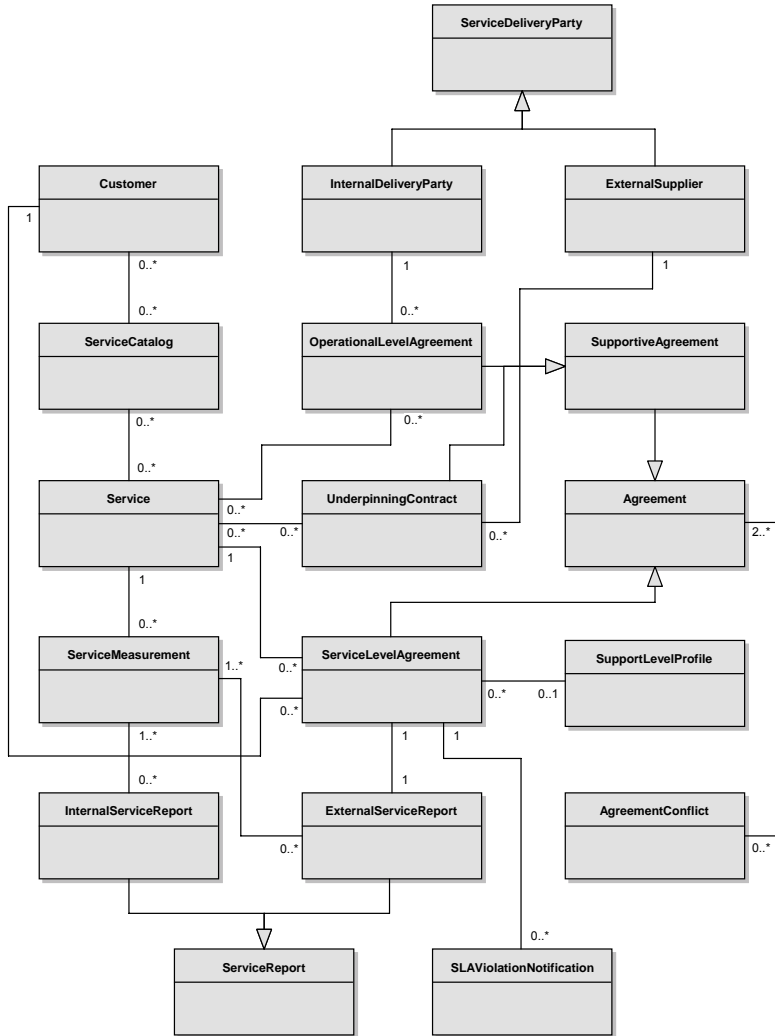 ServiceDeliveryParty
Customer
InternalDeliveryParty
ExternalSupplier
1
0..*
1
1
0..*
0..*
ServiceCatalog
OperationalLevelAgreement
SupportiveAgreement
0..*
0..*
0..*
Service
UnderpinningContract
Agreement
0..*
0..*
0..*
0..*
2..*
1
1
0..*
ServiceMeasurement
ServiceLevelAgreement
SupportLevelProfile
1..*
0..*
0..*
0..1
0..*
1..*
1
1
0..*
1
InternalServiceReport
ExternalServiceReport
AgreementConflict
0..*
0..*
0..*
ServiceReport
SLAViolationNotification